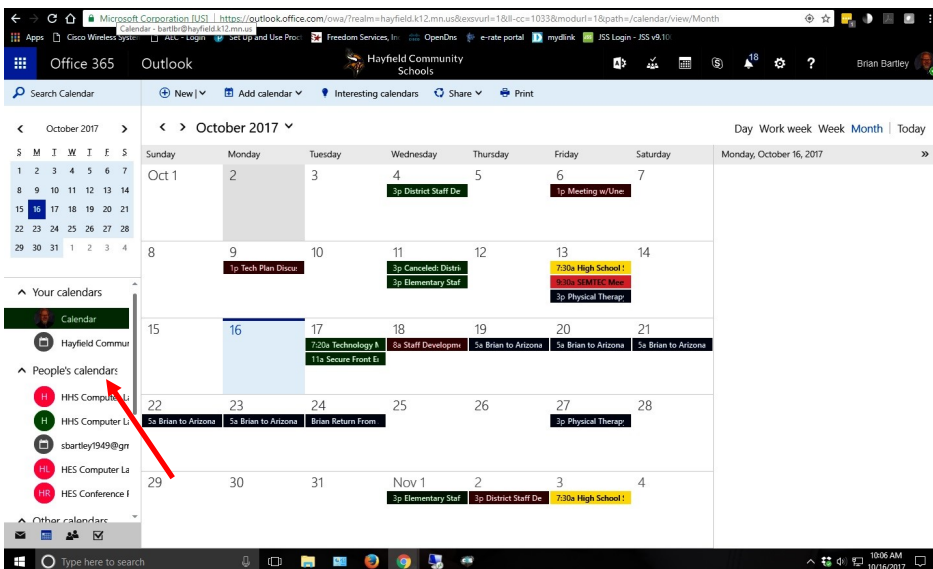 Microsoft Corporation [US] | https://outlook.office.com/owa/?realm=hayfield.k12.mn.us&exsvurl=1&ll-cc=1033&modurl=1&path=/calendar/view/Month
Calendar - bartlbr@hayfield.k12.mn.us
Apps Cisco Wireless System AEC - Login Set Up and Use Proc Freedom Services, Inc OpenDns e-rate portal mydlink JSS Login - JSS v9.10
Office 365 Outlook Hayfield Community Schools 18 ? Brian Bartley
Search Calendar New Add calendar Interesting calendars Share Print
October 2017
S M T W T F S
1 2 3 4 5 6 7
8 9 10 11 12 13 14
15 16 17 18 19 20 21
22 23 24 25 26 27 28
29 30 31 1 2 3 4
Your calendars
Calendar
Hayfield Commur
People's calendars
H HHS Computer La
H HHS Computer La
sbartley1949@gm
HL HES Computer La
HR HES Conference
Other calendars
October 2017
Day Work week Week Month Today
Sunday Monday Tuesday Wednesday Thursday Friday Saturday
Monday, October 16, 2017
Oct 1 2 3 4 5 6 7
3p District Staff De 1p Meeting w/Une
8 9 10 11 12 13 14
1p Tech Plan Discu 3p Canceled: Distri 7:30a High School
3p Elementary Staf 9:30a SEMTEC Mee
3p Physical Therap
15 16 17 18 19 20 21
7:20a Technology 8a Staff Developme 5a Brian to Arizona 5a Brian to Arizona 5a Brian to Arizona
11a Secure Front
22 23 24 25 26 27 28
5a Brian to Arizona 5a Brian to Arizona Brian Return From 3p Physical Therap
29 30 31 Nov 1 2 3 4
3p Elementary Staf 3p District Staff De 7:30a High School
Type here to search
10:06 AM
10/16/2017